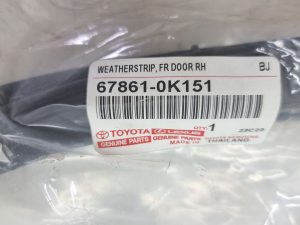 WEATHERSTRIP, FR DOOR RH BJ
67861-0K151
TOYOTA LEXUS QTY. 1
GENUINE PARTS GENUINE PARTS
MADE IN THAILAND